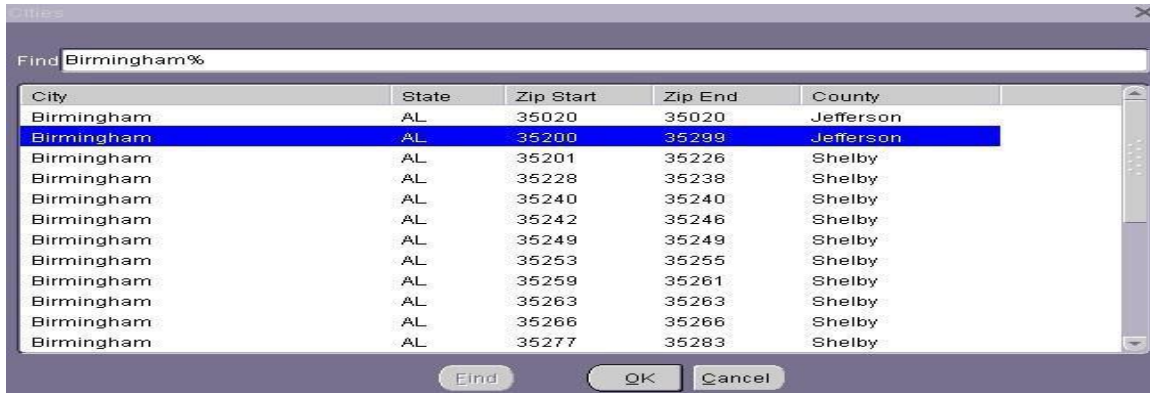 Cities
Find Birmingham%
City State Zip Start Zip End County
Birmingham AL 35020 35020 Jefferson
Birmingham AL 35200 35299 Jefferson
Birmingham AL 35201 35226 Shelby
Birmingham AL 35228 35238 Shelby
Birmingham AL 35240 35240 Shelby
Birmingham AL 35242 35246 Shelby
Birmingham AL 35249 35249 Shelby
Birmingham AL 35253 35255 Shelby
Birmingham AL 35259 35261 Shelby
Birmingham AL 35263 35263 Shelby
Birmingham AL 35266 35266 Shelby
Birmingham AL 35277 35283 Shelby
Find OK Cancel